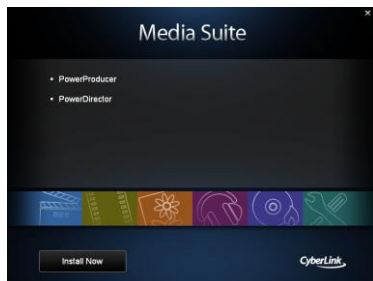 Media Suite
• PowerProducer
• PowerDirector
Install Now
CyberLink